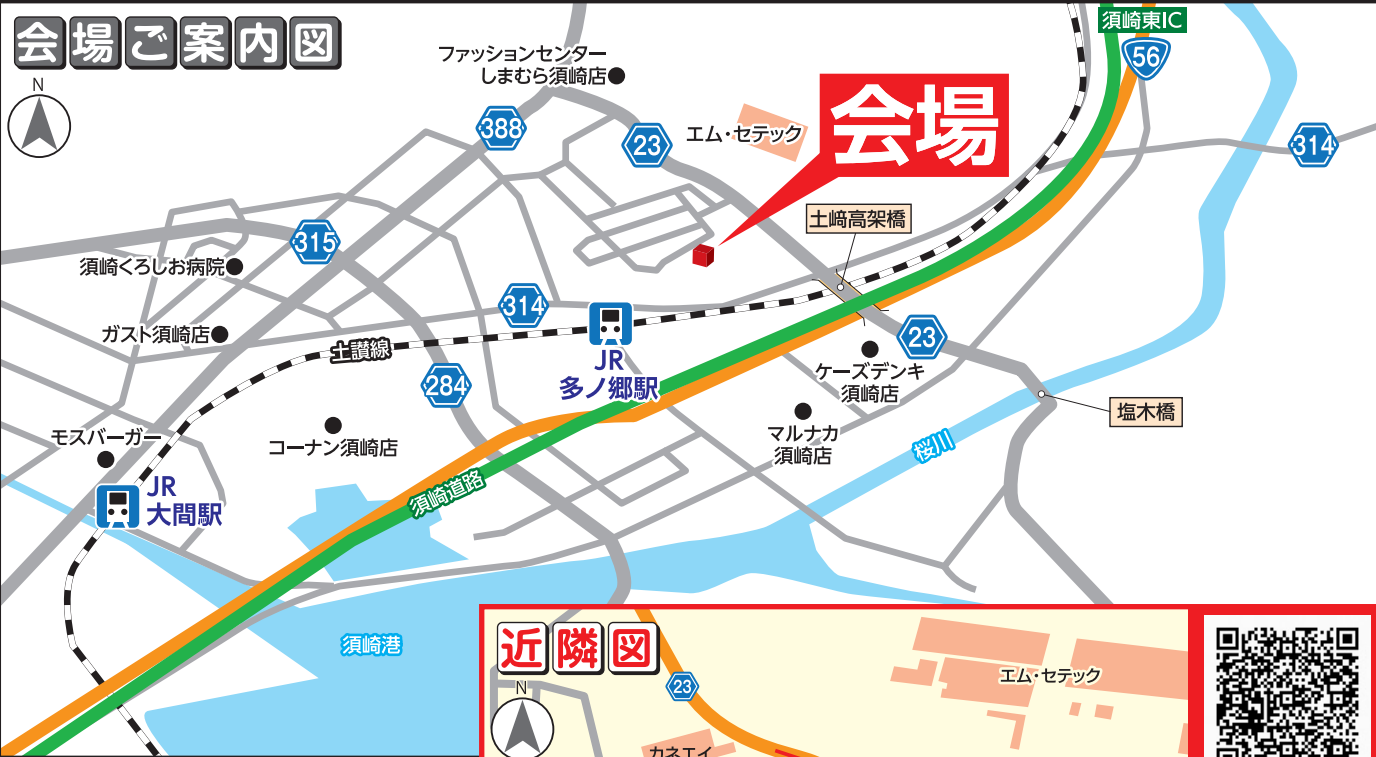 会場ご案内図
N
ファッションセンター
しまむら須崎店
388
23
エム・セテック
会場
須崎東IC
56
314
土﨑高架橋
315
須崎くろしお病院
314
ガスト須崎店
土讃線
JR
多ノ郷駅
23
ケーズデンキ
須崎店
284
コーナン須崎店
マルナカ
須崎店
塩木橋
桜川
モスバーガー
JR
大間駅
須崎道路
須崎港
近隣図
N
23
エム・セテック
カネエイ